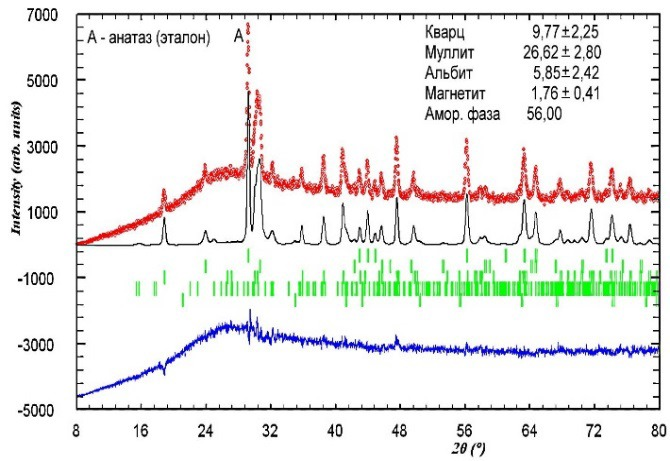 7000
A - анатаз (эталон)
A
Кварц 9,77±2,25
Муллит 26,62±2,80
Альбит 5,85±2,42
Магнетит 1,76±0,41
Амор. фаза 56,00
5000
3000
1000
-1000
-3000
-5000
Intensity (arb. units)
8 16 24 32 40 48 56 64 72 80
2θ (°)